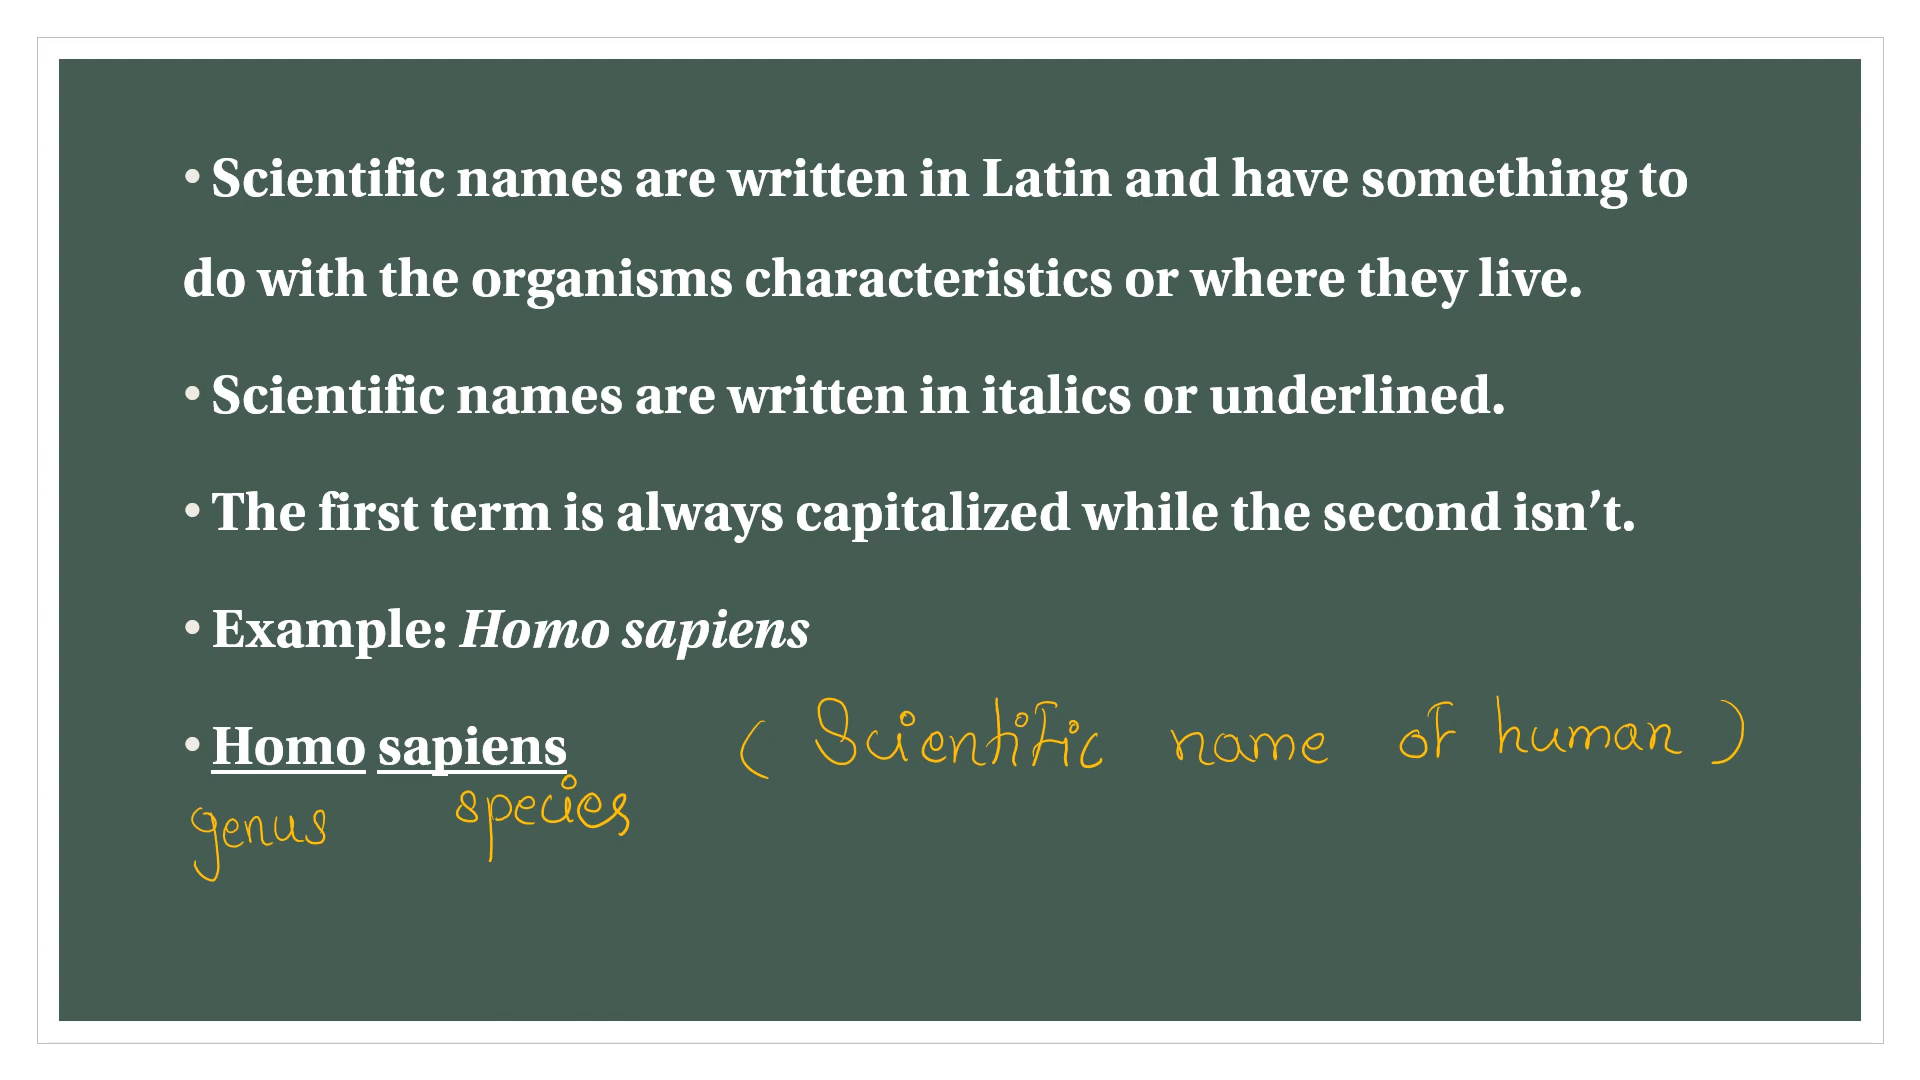 • Scientific names are written in Latin and have something to
do with the organisms characteristics or where they live.
• Scientific names are written in italics or underlined.
• The first term is always capitalized while the second isn’t.
• Example: Homo sapiens
• Homo sapiens ( Scientific name of human )
genus species